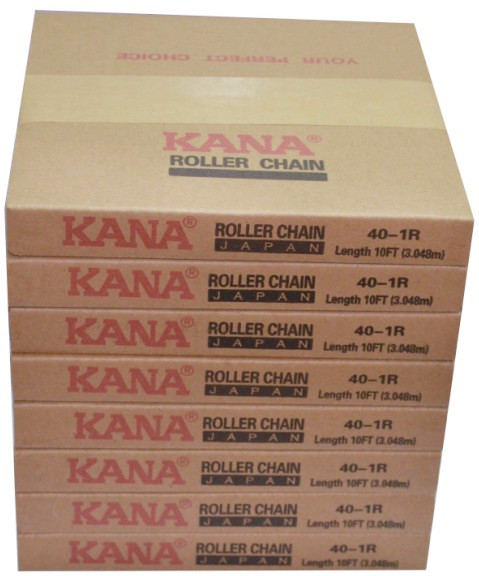 YOUR PERFECT CHOICE
KANA®
ROLLER CHAIN
KANA® ROLLER CHAIN 40-1R
JAPAN Length 10FT (3.048m)
KANA® ROLLER CHAIN 40-1R
JAPAN Length 10FT (3.048m)
KANA® ROLLER CHAIN 40-1R
JAPAN Length 10FT (3.048m)
KANA® ROLLER CHAIN 40-1R
JAPAN Length 10FT (3.048m)
KANA® ROLLER CHAIN 40-1R
JAPAN Length 10FT (3.048m)
KANA® ROLLER CHAIN 40-1R
JAPAN Length 10FT (3.048m)
KANA® ROLLER CHAIN 40-1R
JAPAN Length 10FT (3.048m)
KANA® ROLLER CHAIN 40-1R
JAPAN Length 10FT (3.048m)